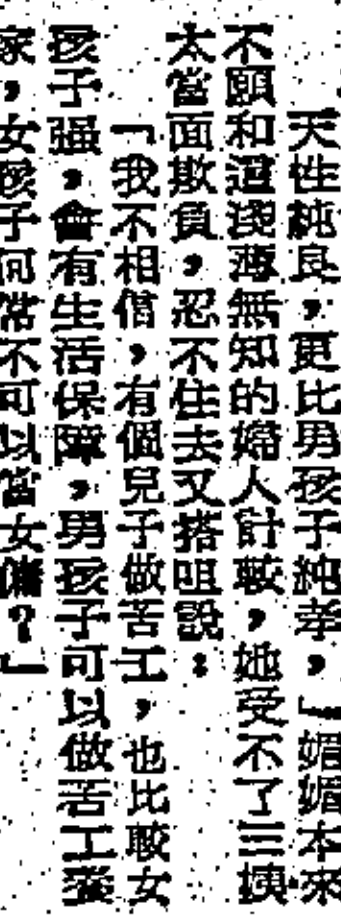 天性純良，更比男孩子純孝，」媚媚本來
不願和這淺薄無知的婦人計較，她受不了三姨
太當面欺負，忍不住去又搭咀說：
「我不相信，有個兒子做苦工，也比較女
孩子强，會有生活保障，男孩子可以做苦工養
家，女孩子何嘗不可以當女傭？」